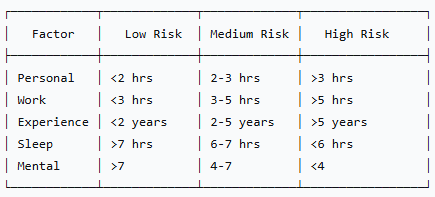 Factor Low Risk Medium Risk High Risk
Personal <2 hrs 2-3 hrs >3 hrs
Work <3 hrs 3-5 hrs >5 hrs
Experience <2 years 2-5 years >5 years
Sleep >7 hrs 6-7 hrs <6 hrs
Mental >7 4-7 <4